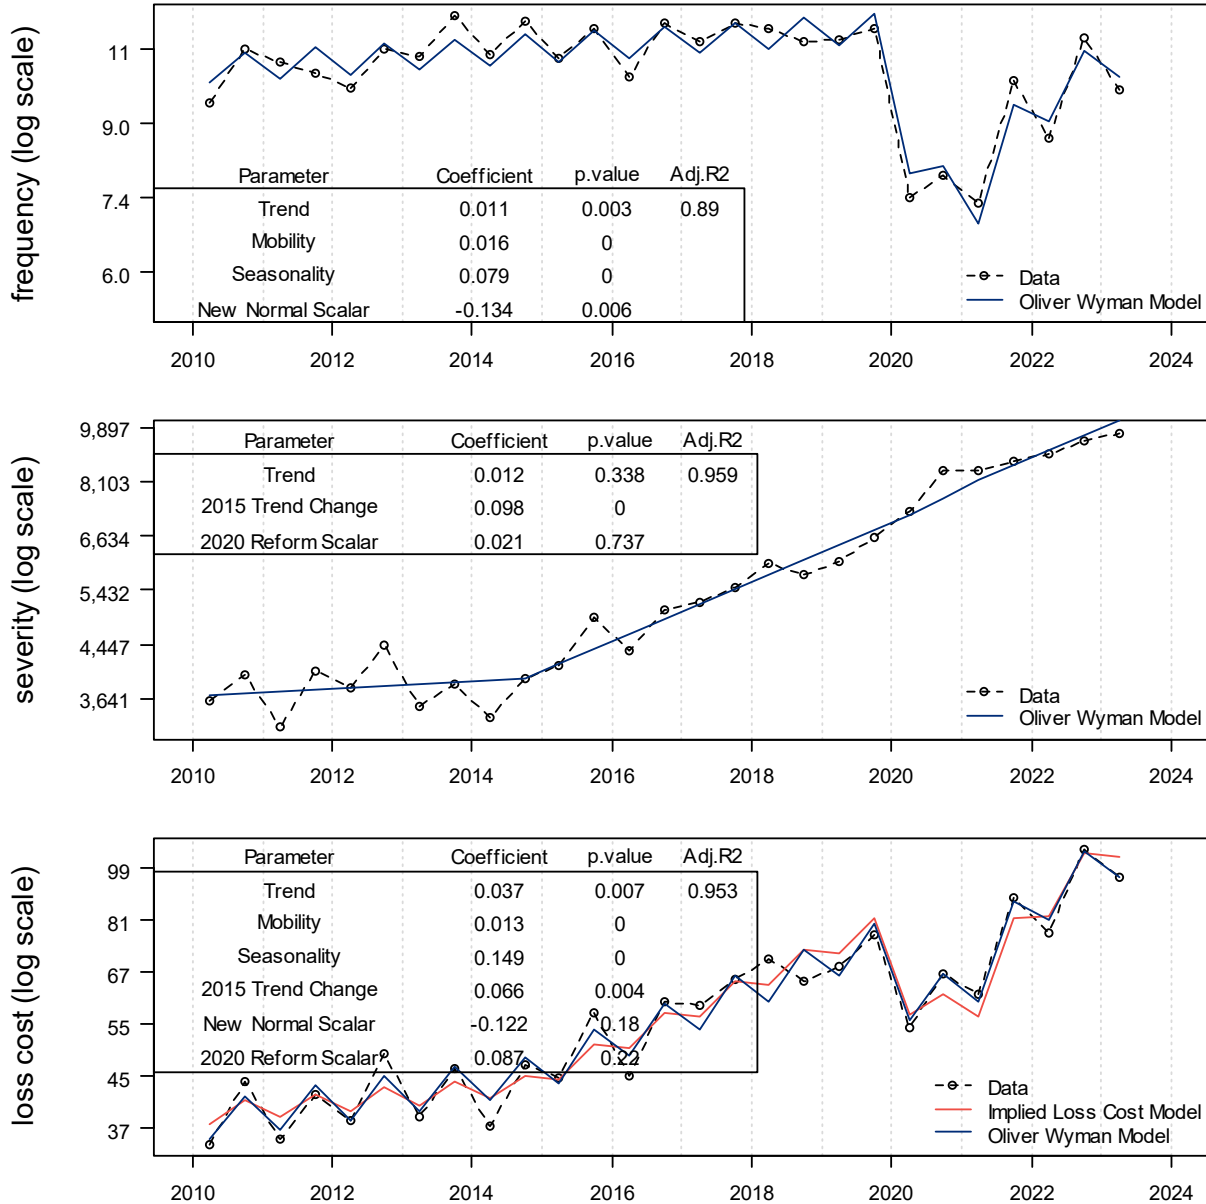 frequency (log scale)
11
9.0
7.4
6.0
Parameter Coefficient p.value Adj.R2
Trend 0.011 0.003 0.89
Mobility 0.016 0
Seasonality 0.079 0
New Normal Scalar -0.134 0.006
Data
Oliver Wyman Model
2010 2012 2014 2016 2018 2020 2022 2024
severity (log scale)
9,897
8,103
6,634
5,432
4,447
3,641
Parameter Coefficient p.value Adj.R2
Trend 0.012 0.338 0.959
2015 Trend Change 0.098 0
2020 Reform Scalar 0.021 0.737
Data
Oliver Wyman Model
2010 2012 2014 2016 2018 2020 2022 2024
loss cost (log scale)
99
81
67
55
45
37
Parameter Coefficient p.value Adj.R2
Trend 0.037 0.007 0.953
Mobility 0.013 0
Seasonality 0.149 0
2015 Trend Change 0.066 0.004
New Normal Scalar -0.122 0.18
2020 Reform Scalar 0.087 0.22
Data
Implied Loss Cost Model
Oliver Wyman Model
2010 2012 2014 2016 2018 2020 2022 2024